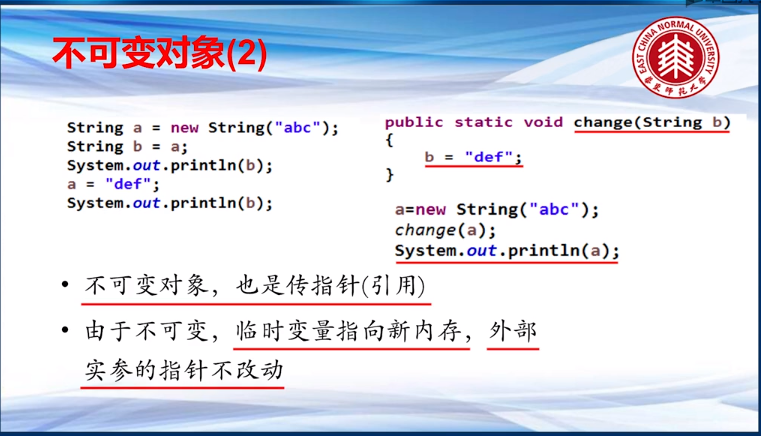 不可变对象(2)
EAST CHINA NORMAL UNIVERSITY
華東师范大学
String a = new String("abc");
String b = a;
System.out.println(b);
a = "def";
System.out.println(b);
public static void change(String b)
{
b = "def";
}
a=new String("abc");
change(a);
System.out.println(a);
• 不可变对象，也是传指针(引用)
• 由于不可变，临时变量指向新内存，外部
实参的指针不改动